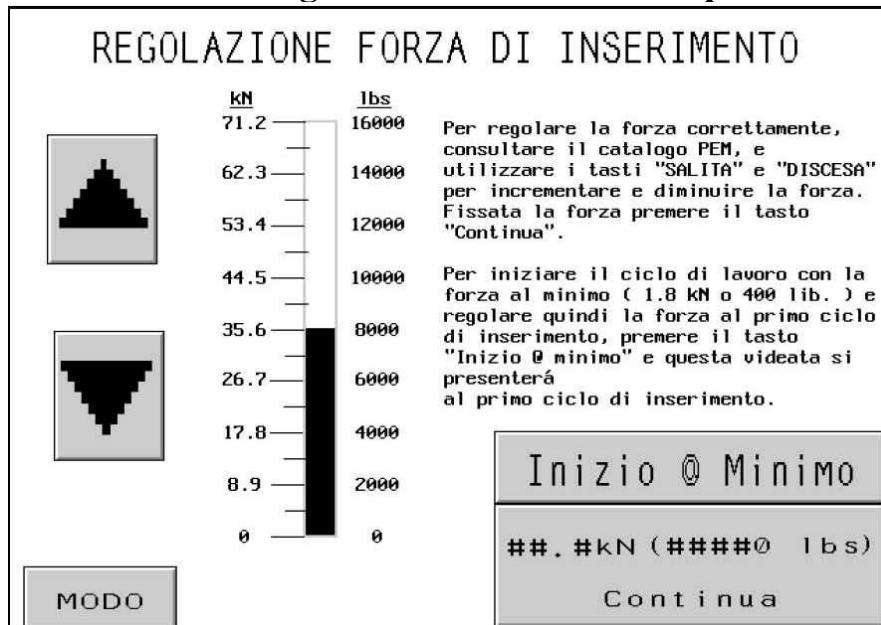 REGOLAZIONE FORZA DI INSERIMENTO
kN lbs
71.2 16000
62.3 14000
53.4 12000
44.5 10000
35.6 8000
26.7 6000
17.8 4000
8.9 2000
0 0
Per regolare la forza correttamente,
consultare il catalogo PEM, e
utilizzare i tasti "SALITA" e "DISCESA"
per incrementare e diminuire la forza.
Fissata la forza premere il tasto
"Continua".
Per iniziare il ciclo di lavoro con la
forza al minimo ( 1.8 kN o 400 lib. ) e
regolare quindi la forza al primo ciclo
di inserimento, premere il tasto
"Inizio @ minimo" e questa videata si
presenterá
al primo ciclo di inserimento.
Inizio @ Minimo
##.#kN(####0 lbs)
Continua
MODO